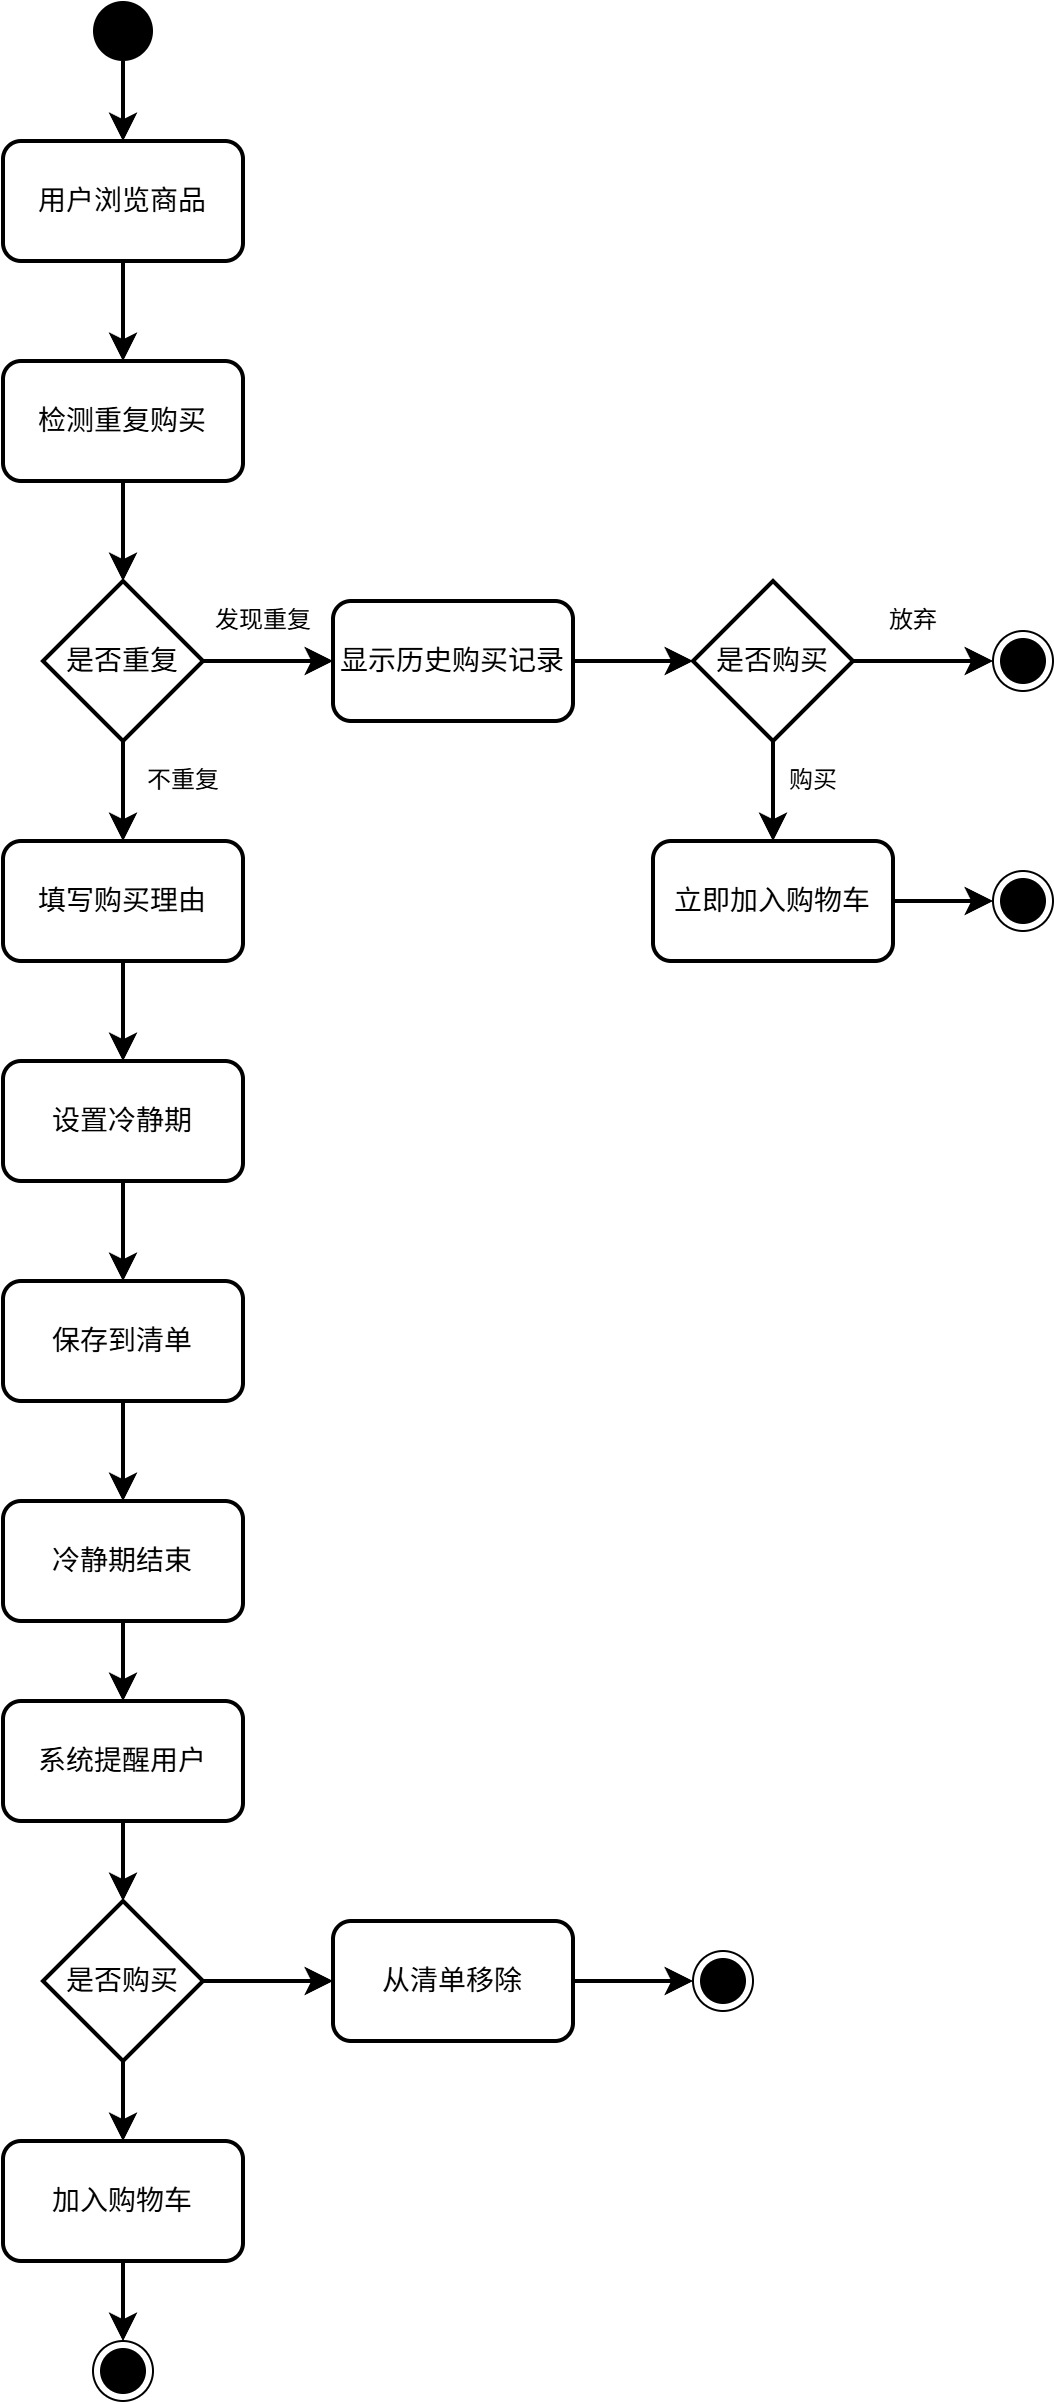 用户浏览商品
检测重复购买
发现重复
放弃
是否重复
显示历史购买记录
是否购买
不重复
购买
填写购买理由
立即加入购物车
设置冷静期
保存到清单
冷静期结束
系统提醒用户
是否购买
从清单移除
加入购物车